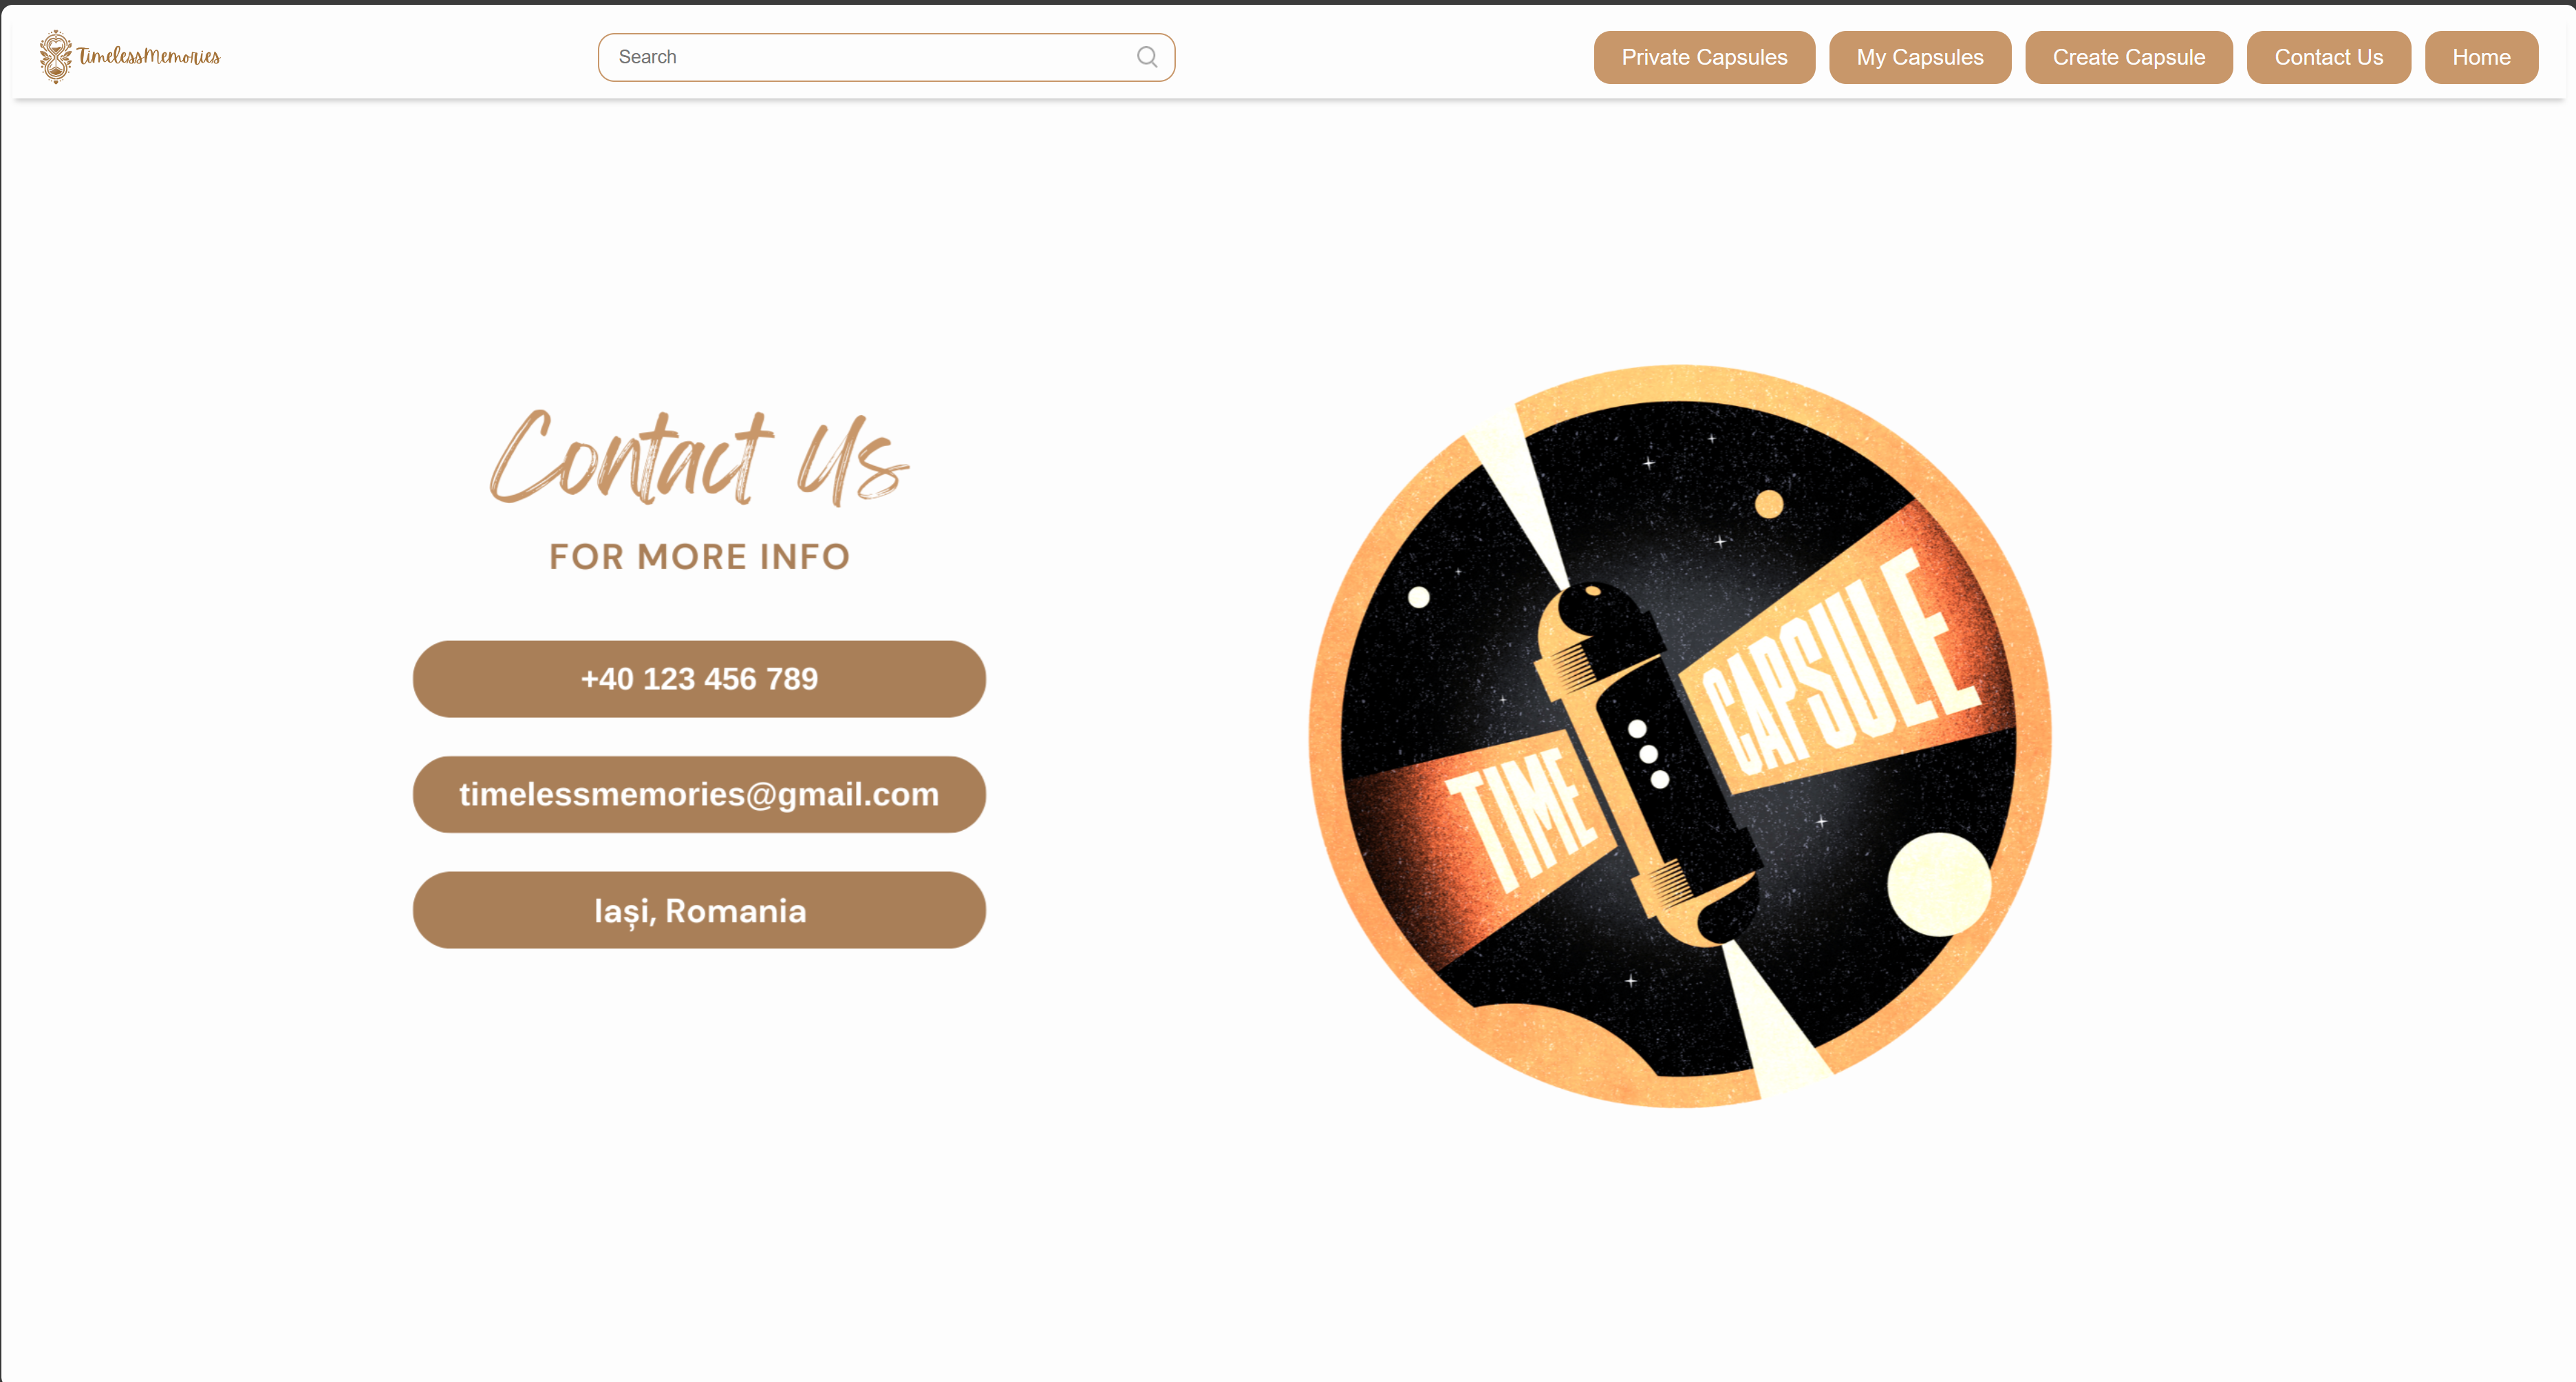 TimelessMemories
Search
Private Capsules
My Capsules
Create Capsule
Contact Us
Home
Contact Us
FOR MORE INFO
+40 123 456 789
timelessmemories@gmail.com
Iași, Romania
TIME
CAPSULE